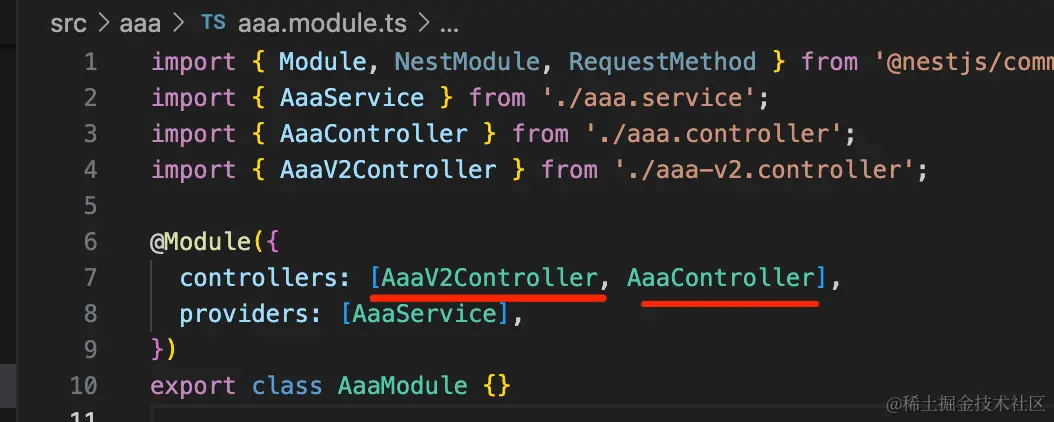 src > aaa > TS aaa.module.ts > ...
1 import { Module, NestModule, RequestMethod } from '@nestjs/comm
2 import { AaaService } from './aaa.service';
3 import { AaaController } from './aaa.controller';
4 import { AaaV2Controller } from './aaa-v2.controller';
5
6 @Module({
7 controllers: [AaaV2Controller, AaaController],
8 providers: [AaaService],
9 })
10 export class AaaModule {}
11
@稀土掘金技术社区